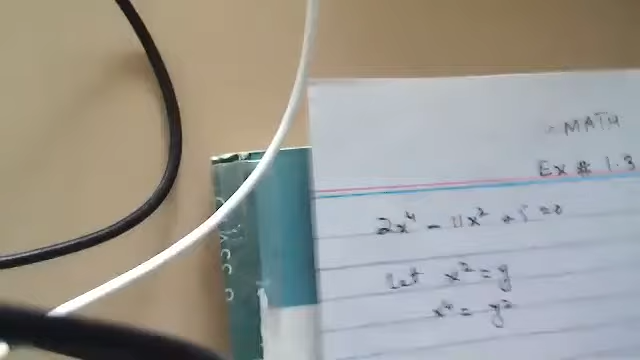 MATH
Ex # 1.3
2x⁴ - 11x² + 5 = 0
Let x² = y
x⁴ = y²